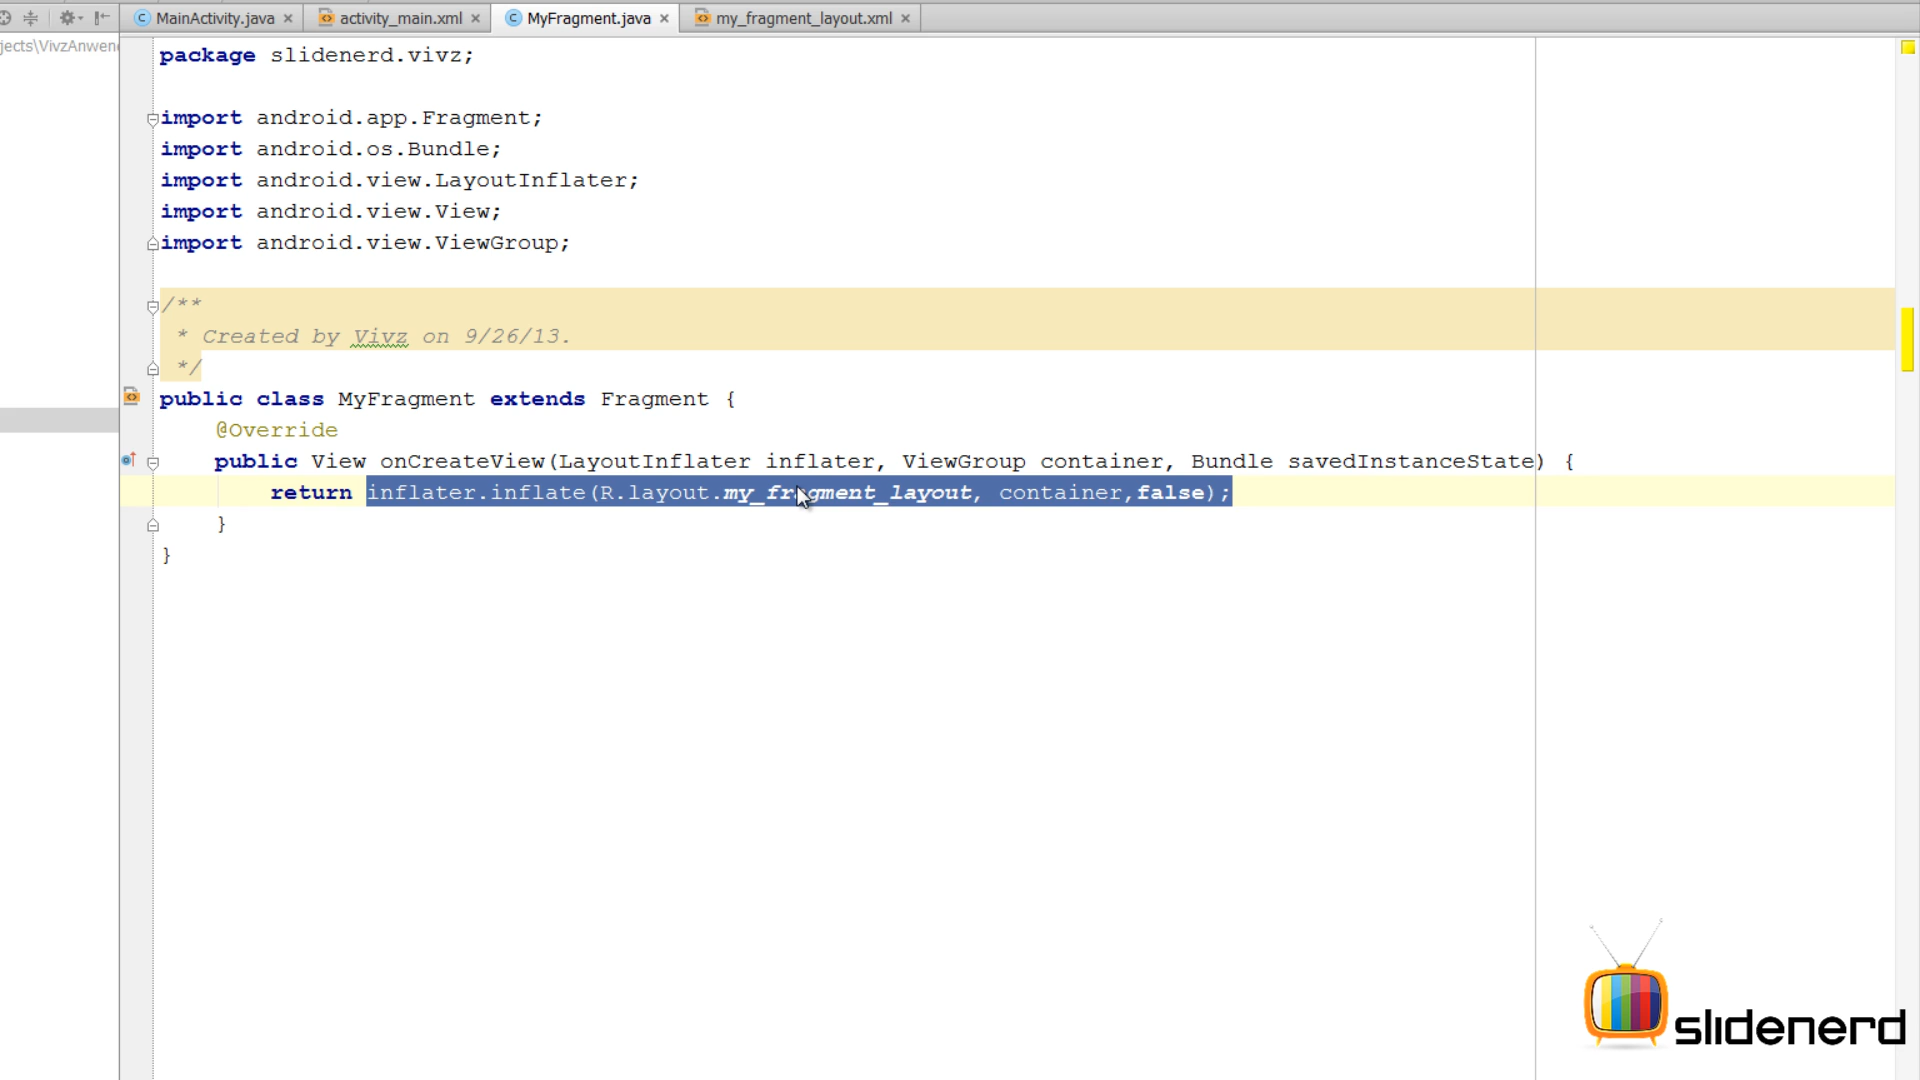 MainActivity.java activity_main.xml MyFragment.java my_fragment_layout.xml
jects\VivzAnwen
package slidenerd.vivz;
import android.app.Fragment;
import android.os.Bundle;
import android.view.LayoutInflater;
import android.view.View;
import android.view.ViewGroup;
/**
* Created by Vivz on 9/26/13.
*/
public class MyFragment extends Fragment {
@Override
public View onCreateView(LayoutInflater inflater, ViewGroup container, Bundle savedInstanceState) {
return inflater.inflate(R.layout.my_fragment_layout, container,false);
}
}
slidenerd